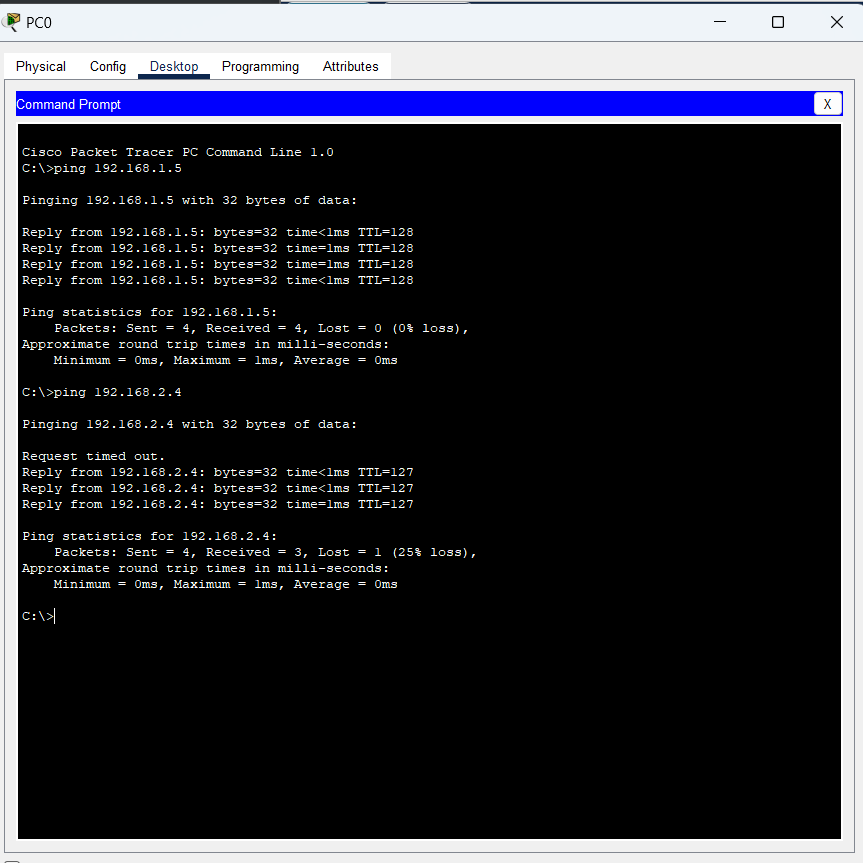 PC0
Physical Config Desktop Programming Attributes
Command Prompt
X
Cisco Packet Tracer PC Command Line 1.0
C:\>ping 192.168.1.5
Pinging 192.168.1.5 with 32 bytes of data:
Reply from 192.168.1.5: bytes=32 time<1ms TTL=128
Reply from 192.168.1.5: bytes=32 time=1ms TTL=128
Reply from 192.168.1.5: bytes=32 time=1ms TTL=128
Reply from 192.168.1.5: bytes=32 time<1ms TTL=128
Ping statistics for 192.168.1.5:
    Packets: Sent = 4, Received = 4, Lost = 0 (0% loss),
Approximate round trip times in milli-seconds:
    Minimum = 0ms, Maximum = 1ms, Average = 0ms
C:\>ping 192.168.2.4
Pinging 192.168.2.4 with 32 bytes of data:
Request timed out.
Reply from 192.168.2.4: bytes=32 time<1ms TTL=127
Reply from 192.168.2.4: bytes=32 time<1ms TTL=127
Reply from 192.168.2.4: bytes=32 time=1ms TTL=127
Ping statistics for 192.168.2.4:
    Packets: Sent = 4, Received = 3, Lost = 1 (25% loss),
Approximate round trip times in milli-seconds:
    Minimum = 0ms, Maximum = 1ms, Average = 0ms
C:\>